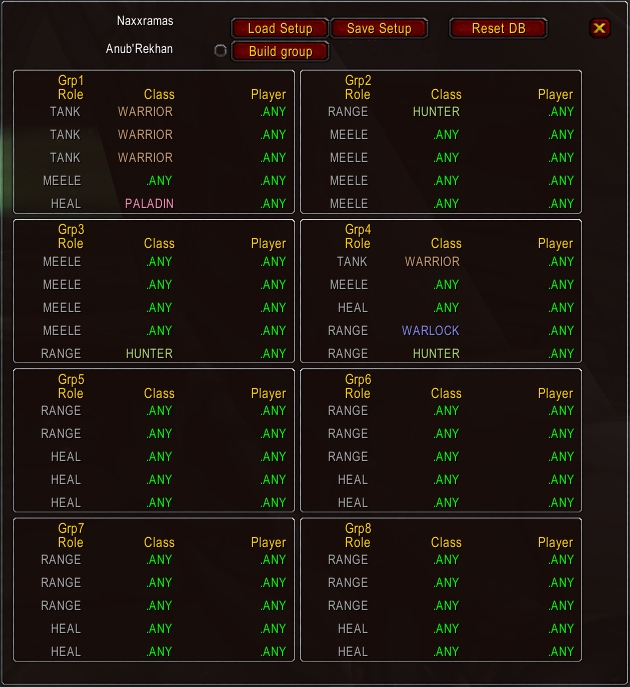 Naxxramas
Load Setup Save Setup Reset DB
Anub'Rekhan Build group
Grp1
Role Class Player
TANK WARRIOR .ANY
TANK WARRIOR .ANY
TANK WARRIOR .ANY
MEELE .ANY .ANY
HEAL PALADIN .ANY
Grp2
Role Class Player
RANGE HUNTER .ANY
MEELE .ANY .ANY
MEELE .ANY .ANY
MEELE .ANY .ANY
MEELE .ANY .ANY
Grp3
Role Class Player
MEELE .ANY .ANY
MEELE .ANY .ANY
MEELE .ANY .ANY
MEELE .ANY .ANY
RANGE HUNTER .ANY
Grp4
Role Class Player
TANK WARRIOR .ANY
MEELE .ANY .ANY
HEAL .ANY .ANY
RANGE WARLOCK .ANY
RANGE HUNTER .ANY
Grp5
Role Class Player
RANGE .ANY .ANY
RANGE .ANY .ANY
HEAL .ANY .ANY
HEAL .ANY .ANY
HEAL .ANY .ANY
Grp6
Role Class Player
RANGE .ANY .ANY
RANGE .ANY .ANY
RANGE .ANY .ANY
HEAL .ANY .ANY
HEAL .ANY .ANY
Grp7
Role Class Player
RANGE .ANY .ANY
RANGE .ANY .ANY
RANGE .ANY .ANY
HEAL .ANY .ANY
HEAL .ANY .ANY
Grp8
Role Class Player
RANGE .ANY .ANY
RANGE .ANY .ANY
RANGE .ANY .ANY
HEAL .ANY .ANY
HEAL .ANY .ANY